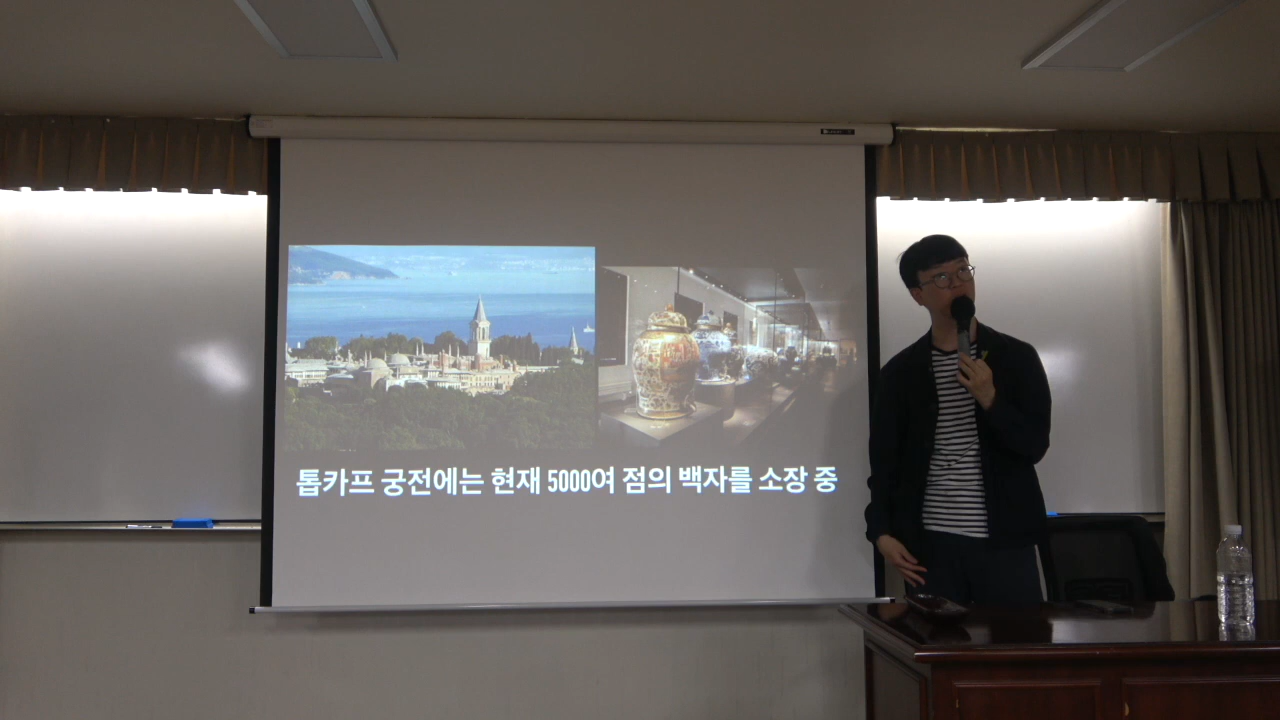 톱카프 궁전에는 현재 5000여 점의 백자를 소장 중